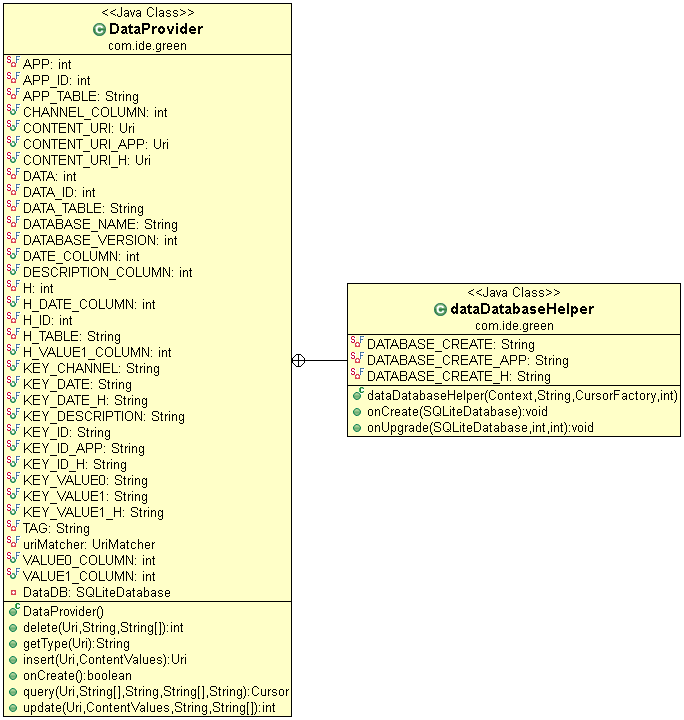 <<Java Class>>
DataProvider
com.ide.green
APP: int
APP_ID: int
APP_TABLE: String
CHANNEL_COLUMN: int
CONTENT_URI: Uri
CONTENT_URI_APP: Uri
CONTENT_URI_H: Uri
DATA: int
DATA_ID: int
DATA_TABLE: String
DATABASE_NAME: String
DATABASE_VERSION: int
DATE_COLUMN: int
DESCRIPTION_COLUMN: int
H: int
H_DATE_COLUMN: int
H_ID: int
H_TABLE: String
H_VALUE1_COLUMN: int
KEY_CHANNEL: String
KEY_DATE: String
KEY_DATE_H: String
KEY_DESCRIPTION: String
KEY_ID: String
KEY_ID_APP: String
KEY_ID_H: String
KEY_VALUE0: String
KEY_VALUE1: String
KEY_VALUE1_H: String
TAG: String
uriMatcher: UriMatcher
VALUE0_COLUMN: int
VALUE1_COLUMN: int
DataDB: SQLiteDatabase
DataProvider()
delete(Uri,String,String[]):int
getType(Uri):String
insert(Uri,ContentValues):Uri
onCreate():boolean
query(Uri,String[],String,String[],String):Cursor
update(Uri,ContentValues,String,String[]):int
<<Java Class>>
dataDatabaseHelper
com.ide.green
DATABASE_CREATE: String
DATABASE_CREATE_APP: String
DATABASE_CREATE_H: String
dataDatabaseHelper(Context,String,CursorFactory,int)
onCreate(SQLiteDatabase):void
onUpgrade(SQLiteDatabase,int,int):void